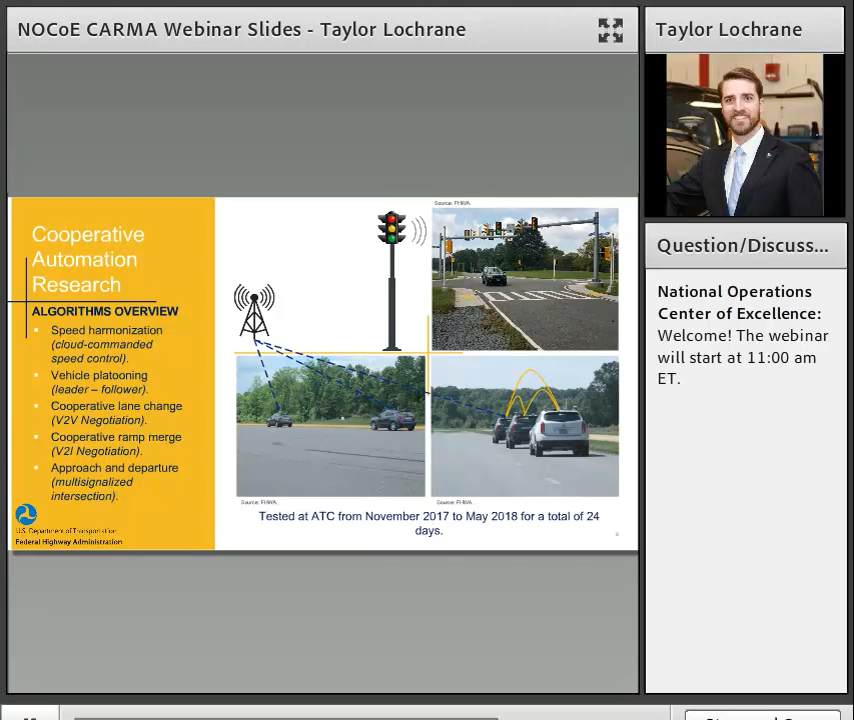 NOCoE CARMA Webinar Slides - Taylor Lochrane
Taylor Lochrane
Cooperative
Automation
Research
ALGORITHMS OVERVIEW
Speed harmonization
(cloud-commanded
speed control).
Vehicle platooning
(leader – follower).
Cooperative lane change
(V2V Negotiation).
Cooperative ramp merge
(V2I Negotiation).
Approach and departure
(multisignalized
intersection).
U.S. Department of Transportation
Federal Highway Administration
Source: FHWA.
Source: FHWA.
Source: FHWA.
Tested at ATC from November 2017 to May 2018 for a total of 24
days.
Question/Discuss...
National Operations
Center of Excellence:
Welcome! The webinar
will start at 11:00 am
ET.